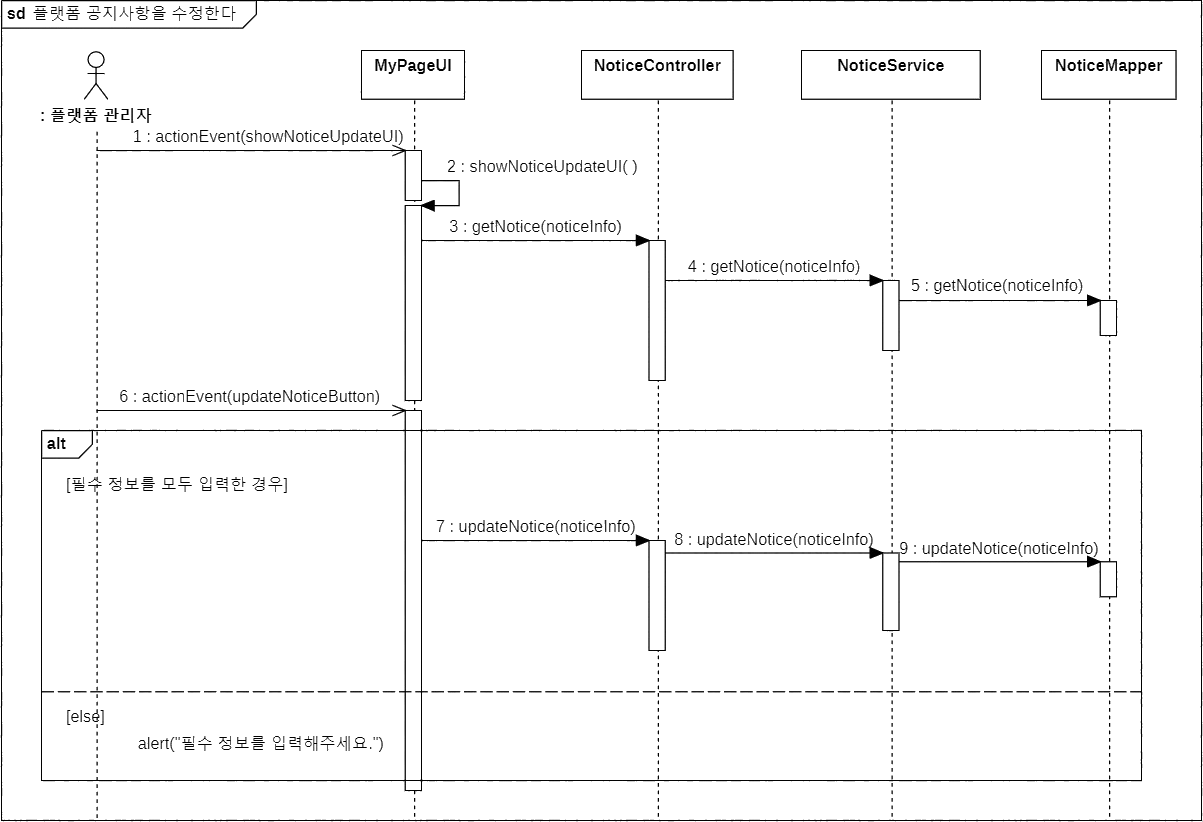 sd 플랫폼 공지사항을 수정한다
MyPageUI
NoticeController
NoticeService
NoticeMapper
: 플랫폼 관리자
1 : actionEvent(showNoticeUpdateUI)
2 : showNoticeUpdateUI( )
3 : getNotice(noticeInfo)
4 : getNotice(noticeInfo)
5 : getNotice(noticeInfo)
6 : actionEvent(updateNoticeButton)
alt
[필수 정보를 모두 입력한 경우]
7 : updateNotice(noticeInfo)
8 : updateNotice(noticeInfo)
9 : updateNotice(noticeInfo)
[else]
alert("필수 정보를 입력해주세요.")